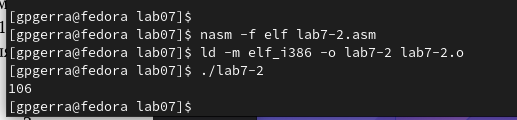 [gpgerra@fedora lab07]$
[gpgerra@fedora lab07]$ nasm -f elf lab7-2.asm
[gpgerra@fedora lab07]$ ld -m elf_i386 -o lab7-2 lab7-2.o
[gpgerra@fedora lab07]$ ./lab7-2
106
[gpgerra@fedora lab07]$